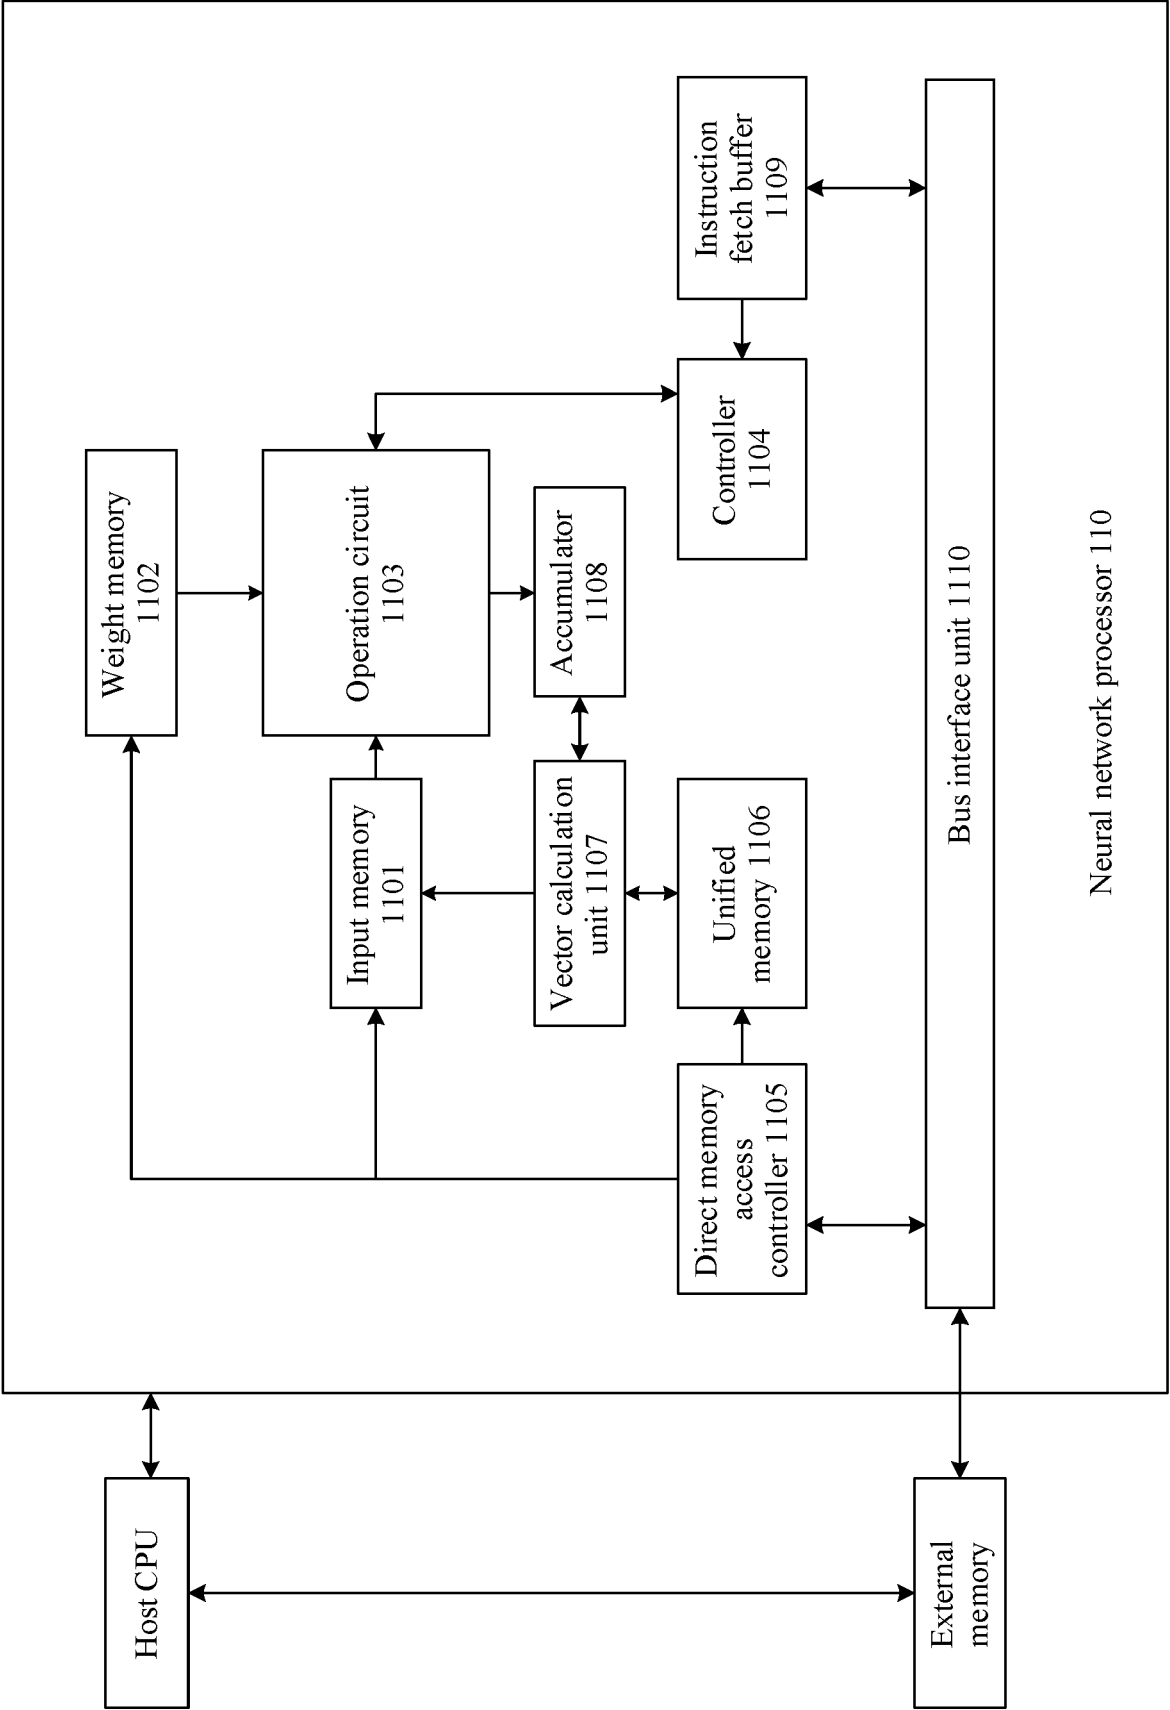 Host CPU
External
memory
Weight memory
1102
Input memory
1101
Operation circuit
1103
Vector calculation
unit 1107
Accumulator
1108
Direct memory
access
controller 1105
Unified
memory 1106
Controller
1104
Instruction
fetch buffer
1109
Bus interface unit 1110
Neural network processor 110